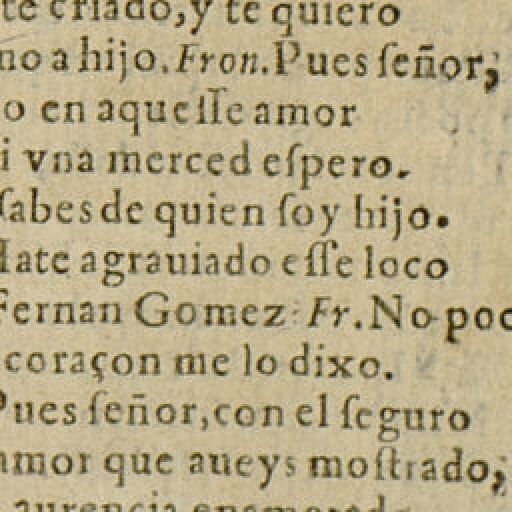 te criado, y te quiero
no a hijo. Fron. Pues ſeñor,
o en aqueſſe amor
i vna merced eſpero.
ſabes de quien ſoy hijo.
Hate agrauiado eſſe loco
Fernan Gomez: Fr. No poc
coraçon me lo dixo.
Pues ſeñor, con el ſeguro
amor que aueys moſtrado,